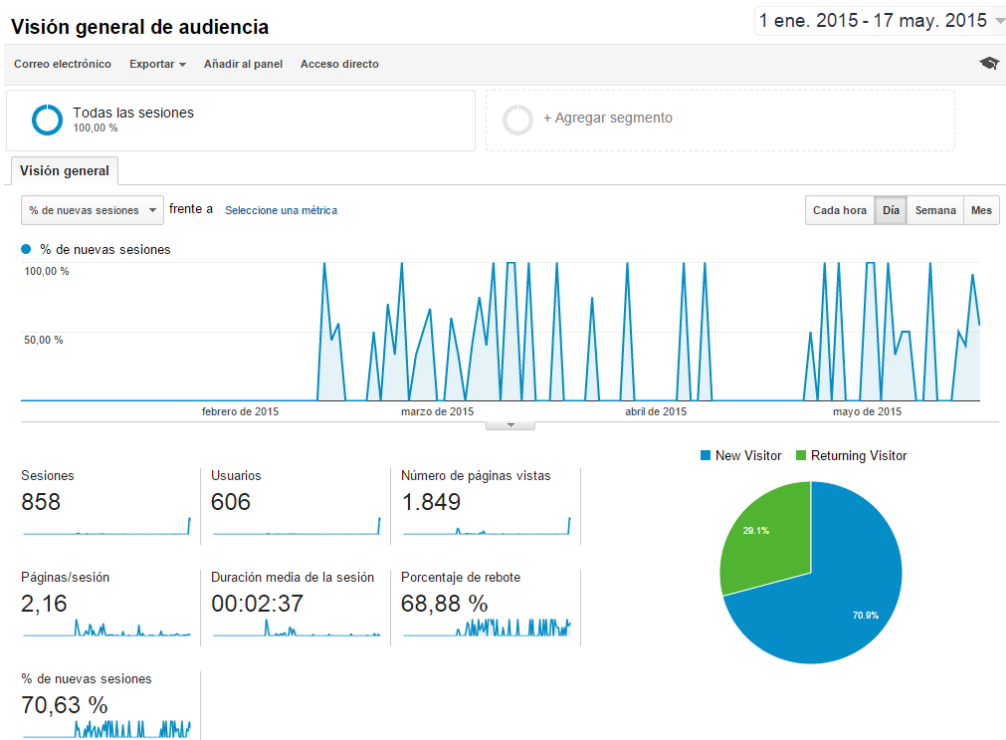 Visión general de audiencia
1 ene. 2015 - 17 may. 2015
Correo electrónico Exportar Añadir al panel Acceso directo
Todas las sesiones
100,00 %
+ Agregar segmento
Visión general
% de nuevas sesiones frente a Seleccione una métrica
Cada hora Día Semana Mes
% de nuevas sesiones
100,00 %
50,00 %
febrero de 2015 marzo de 2015 abril de 2015 mayo de 2015
New Visitor Returning Visitor
Sesiones
858
Usuarios
606
Número de páginas vistas
1.849
Páginas/sesión
2,16
Duración media de la sesión
00:02:37
Porcentaje de rebote
68,88 %
% de nuevas sesiones
70,63 %
29.1%
70.9%